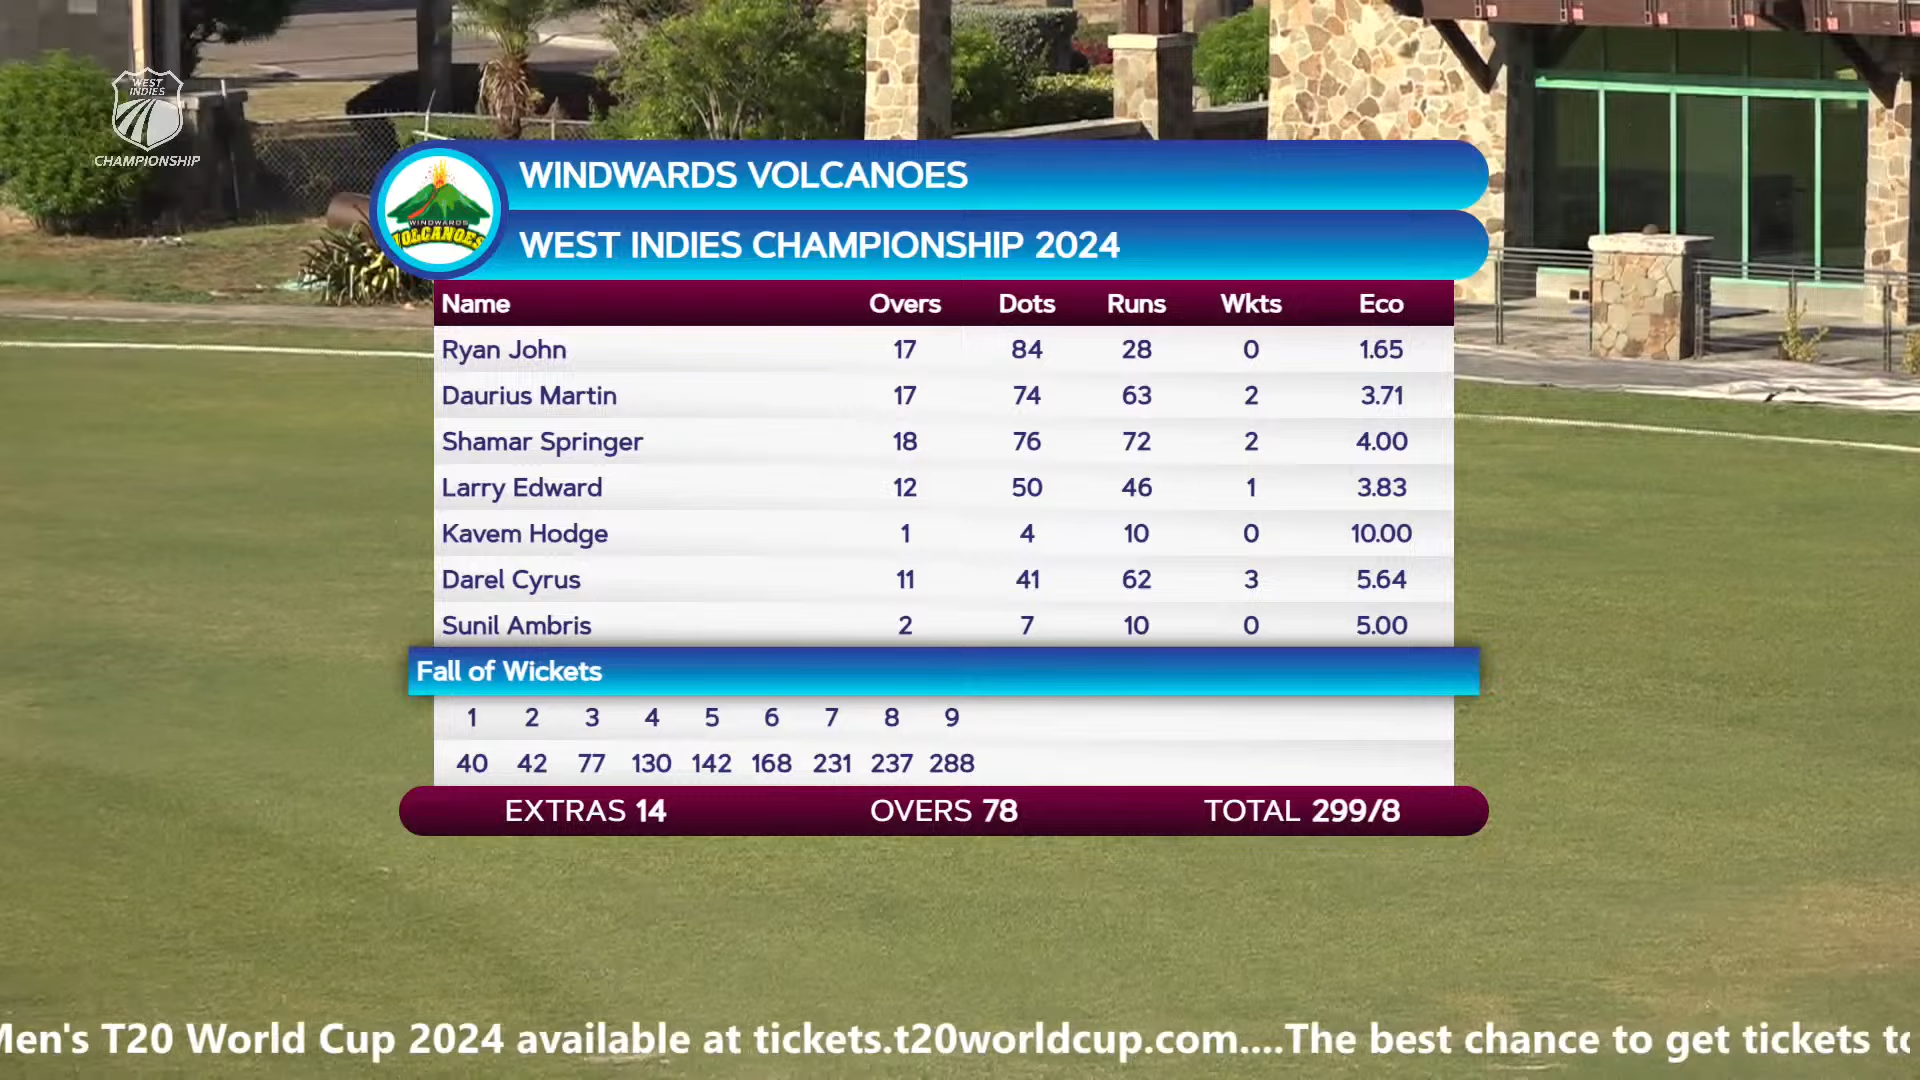 WEST
INDIES
CHAMPIONSHIP
WINDWARDS
VOLCANOES
WINDWARDS VOLCANOES
WEST INDIES CHAMPIONSHIP 2024
Name Overs Dots Runs Wkts Eco
Ryan John 17 84 28 0 1.65
Daurius Martin 17 74 63 2 3.71
Shamar Springer 18 76 72 2 4.00
Larry Edward 12 50 46 1 3.83
Kavem Hodge 1 4 10 0 10.00
Darel Cyrus 11 41 62 3 5.64
Sunil Ambris 2 7 10 0 5.00
Fall of Wickets
1 2 3 4 5 6 7 8 9
40 42 77 130 142 168 231 237 288
EXTRAS 14 OVERS 78 TOTAL 299/8
Men's T20 World Cup 2024 available at tickets.t20worldcup.com....The best chance to get tickets to